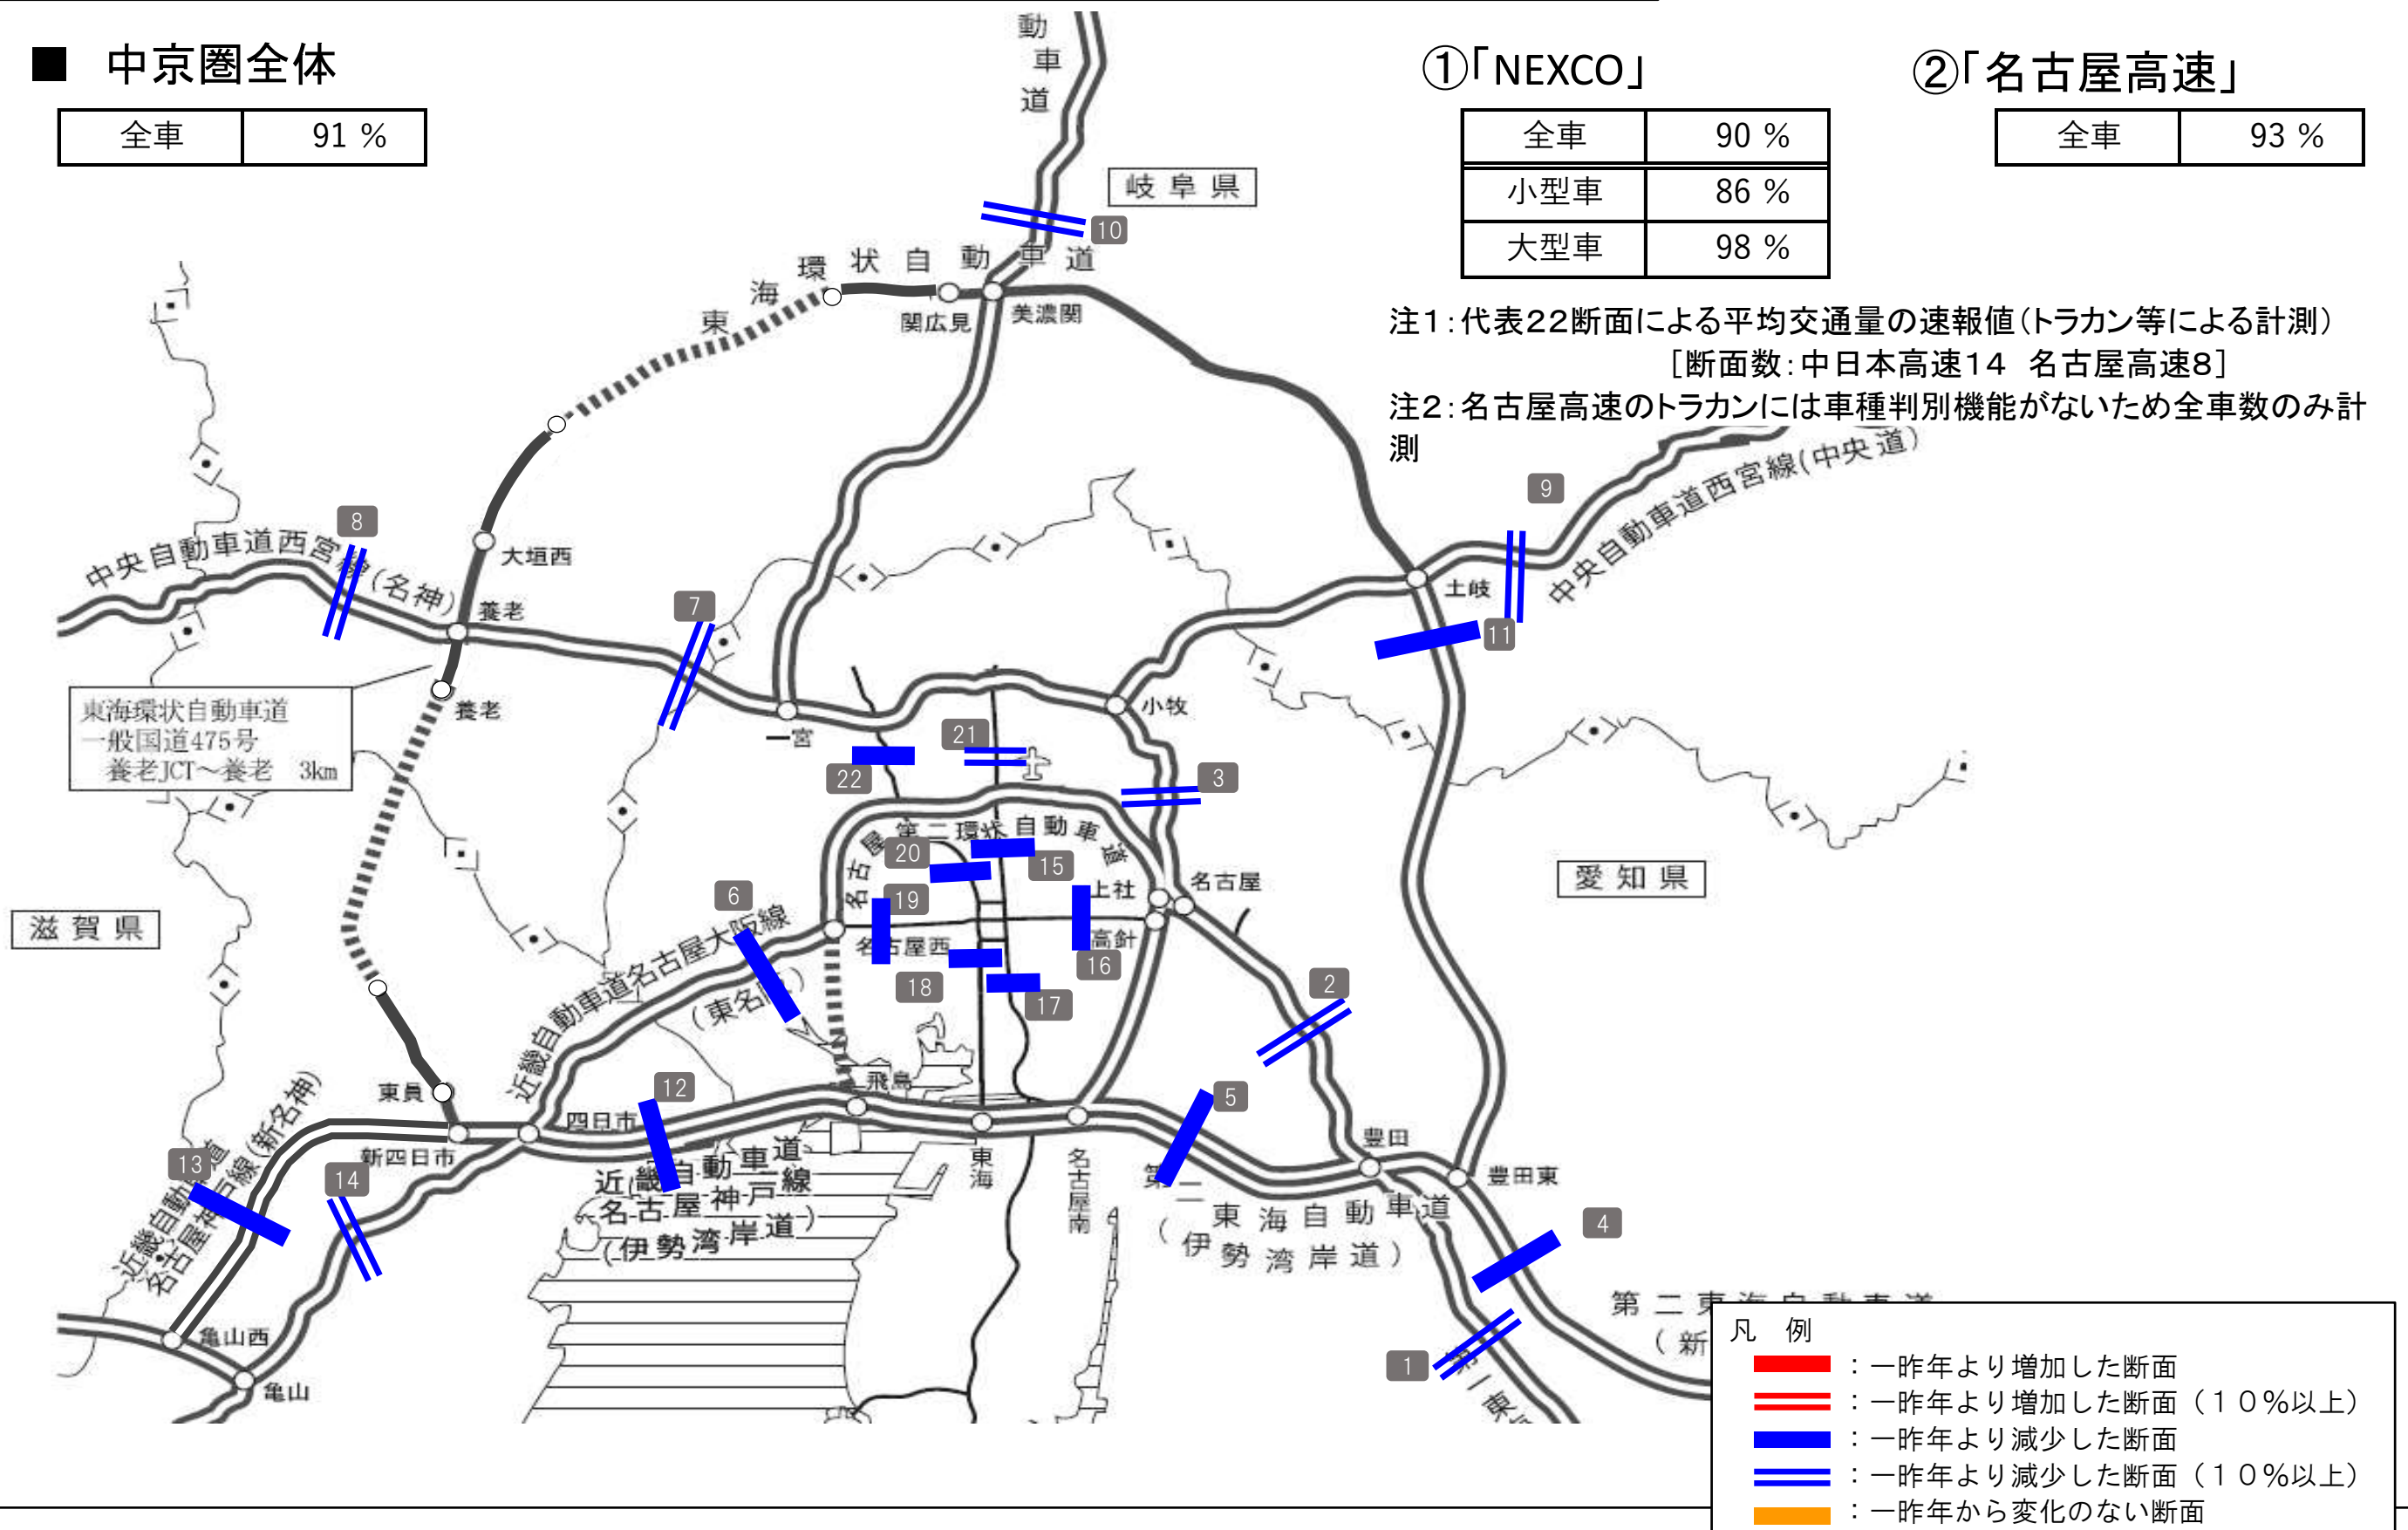 ■ 中京圏全体
全車 91 %
①「NEXCO」
全車 90 %
小型車 86 %
大型車 98 %
②「名古屋高速」
全車 93 %
注1：代表22断面による平均交通量の速報値（トラカン等による計測）
［断面数：中日本高速14 名古屋高速8］
注2：名古屋高速のトラカンには車種判別機能がないため全車数のみ計
測
動車道
岐阜県
10
東海環状自動車道
関広見
美濃関
9
中央自動車道西宮線(中央道)
8
中央自動車道西宮線(名神)
大垣西
養老
7
土岐
11
東海環状自動車道
一般国道475号
養老JCT～養老 3km
養老
一宮
小牧
21
22
3
名古屋第二環状自動車道
20
15
上社
名古屋
愛知県
19
6
滋賀県
名古屋西
高針
16
近畿自動車道名古屋大阪線
(東名阪)
18
17
2
飛島
12
東員
四日市
5
新四日市
13
14
近畿自動車道
名古屋神戸線(新名神)
近畿自動車道
名古屋神戸線
(伊勢湾岸道)
東海
名古屋南
豊田
豊田東
第二東海自動車道
(伊勢湾岸道)
4
亀山西
亀山
1
第二東海自動車道
(新
凡 例
：一昨年より増加した断面
：一昨年より増加した断面（１０％以上）
：一昨年より減少した断面
：一昨年より減少した断面（１０％以上）
：一昨年から変化のない断面